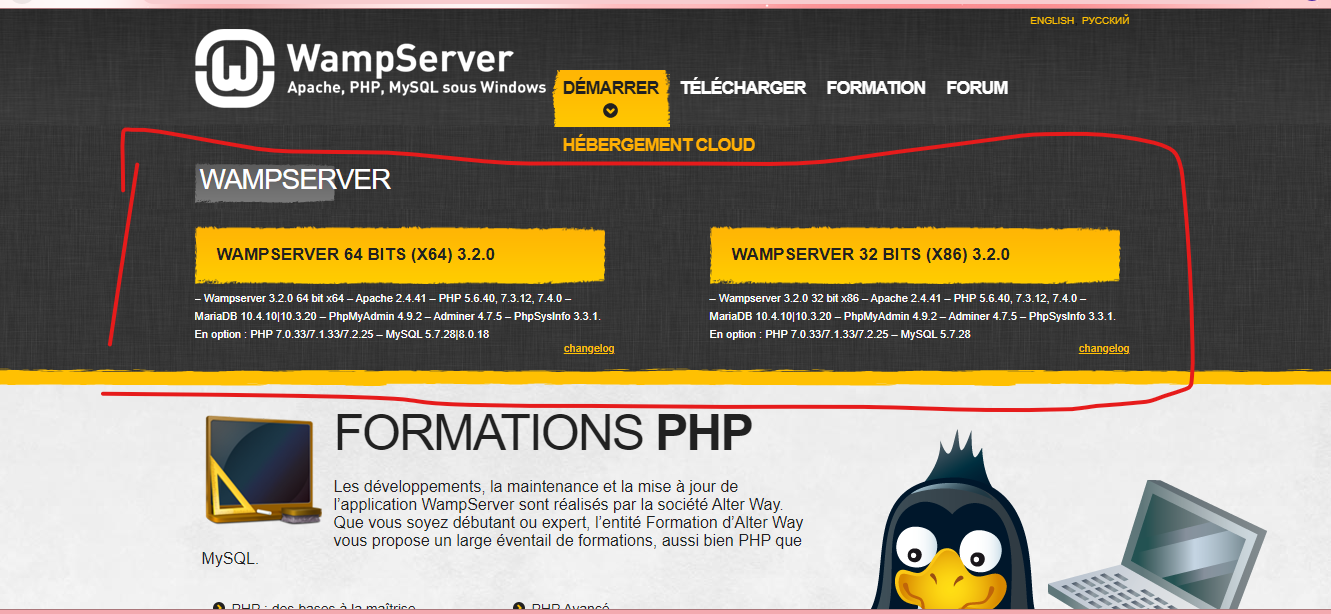 ENGLISH РУССКИЙ
WampServer
Apache, PHP, MySQL sous Windows
DÉMARRER TÉLÉCHARGER FORMATION FORUM
HÉBERGEMENT CLOUD
WAMPSERVER
WAMPSERVER 64 BITS (X64) 3.2.0
– Wampserver 3.2.0 64 bit x64 – Apache 2.4.41 – PHP 5.6.40, 7.3.12, 7.4.0 –
MariaDB 10.4.10|10.3.20 – PhpMyAdmin 4.9.2 – Adminer 4.7.5 – PhpSysInfo 3.3.1.
En option : PHP 7.0.33/7.1.33/7.2.25 – MySQL 5.7.28|8.0.18
changelog
WAMPSERVER 32 BITS (X86) 3.2.0
– Wampserver 3.2.0 32 bit x86 – Apache 2.4.41 – PHP 5.6.40, 7.3.12, 7.4.0 –
MariaDB 10.4.10|10.3.20 – PhpMyAdmin 4.9.2 – Adminer 4.7.5 – PhpSysInfo 3.3.1.
En option : PHP 7.0.33/7.1.33/7.2.25 – MySQL 5.7.28
changelog
FORMATIONS PHP
Les développements, la maintenance et la mise à jour de
l’application WampServer sont réalisés par la société Alter Way.
Que vous soyez débutant ou expert, l’entité Formation d’Alter Way
vous propose un large éventail de formations, aussi bien PHP que
MySQL.
PHP : des bases à la maîtrise
PHP Avancé